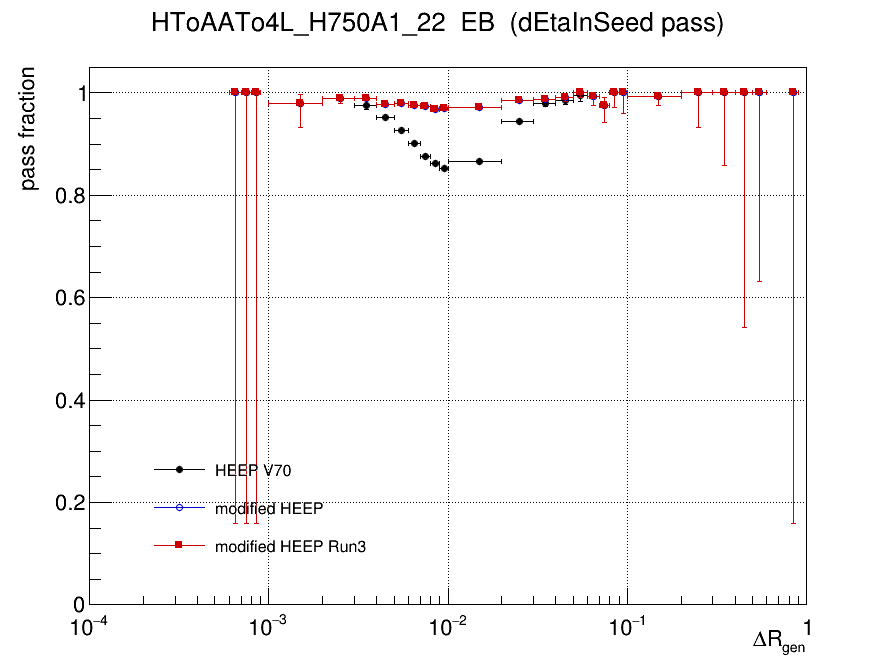 HToAATo4L_H750A1_22 EB (dEtaInSeed pass)
pass fraction
1
0.8
0.6
0.4
0.2
0
HEEP V70
modified HEEP
modified HEEP Run3
10⁻⁴ 10⁻³ 10⁻² 10⁻¹ 1
ΔR_gen